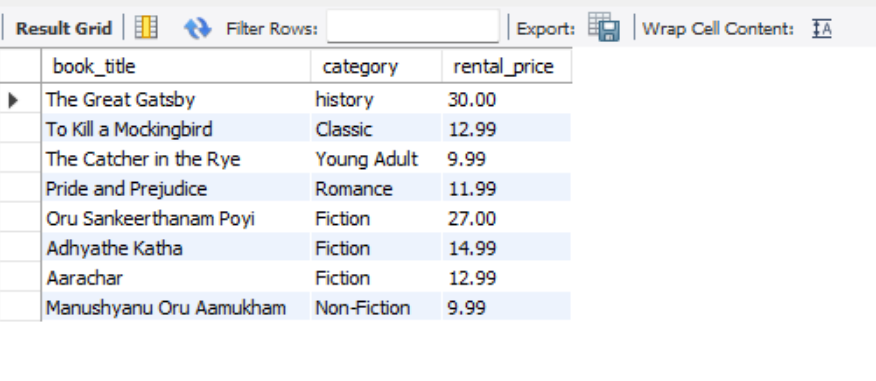 Result Grid Filter Rows: Export: Wrap Cell Content: IA
book_title category rental_price
The Great Gatsby history 30.00
To Kill a Mockingbird Classic 12.99
The Catcher in the Rye Young Adult 9.99
Pride and Prejudice Romance 11.99
Oru Sankeerthanam Poyi Fiction 27.00
Adhyathe Katha Fiction 14.99
Aarachar Fiction 12.99
Manushyanu Oru Aamukham Non-Fiction 9.99